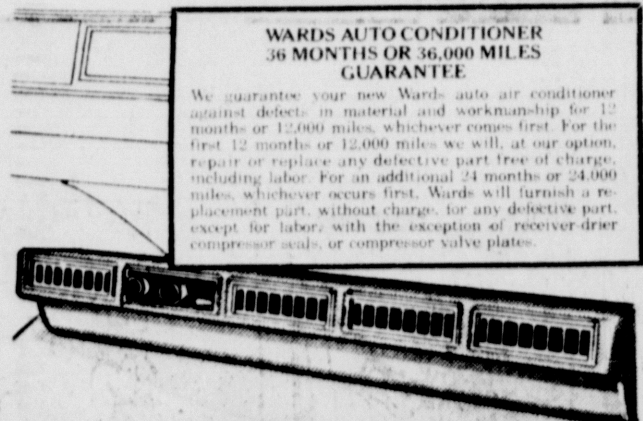 WARDS AUTO CONDITIONER
36 MONTHS OR 36,000 MILES
GUARANTEE
We guarantee your new Wards auto air conditioner
against defects in material and workmanship for 12
months or 12,000 miles, whichever comes first. For the
first 12 months or 12,000 miles we will, at our option,
repair or replace any defective part free of charge,
including labor. For an additional 24 months or 24,000
miles, whichever occurs first, Wards will furnish a re-
placement part, without charge, for any defective part,
except for labor, with the exception of receiver-drier
compressor seals, or compressor valve plates.